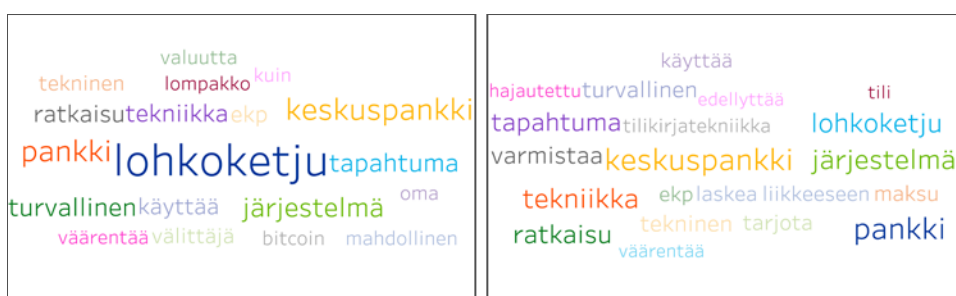 valuutta
tekninen lompakko kuin
ratkaisu tekniikka ekp keskuspankki
pankki lohkoketju tapahtuma
turvallinen käyttää järjestelmä oma
väärentää välittäjä bitcoin mahdollinen
käyttää
hajautettu turvallinen edellyttää tili
tapahtuma tilikirjatekniikka lohkoketju
varmistaa keskuspankki järjestelmä
tekniikka ekp laskea liikkeeseen maksu
ratkaisu tekninen tarjota pankki
väärentää